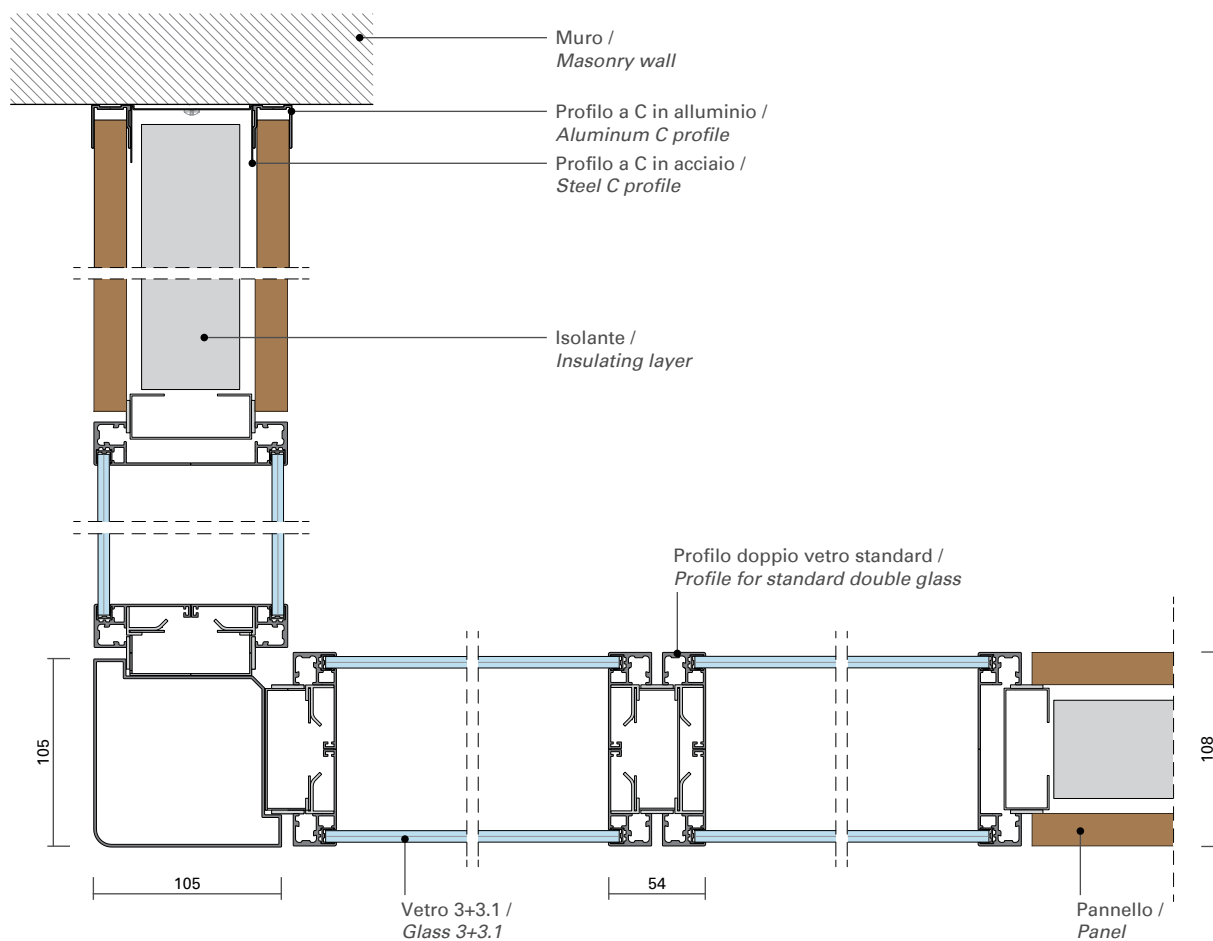 Muro /
Masonry wall
Profilo a C in alluminio /
Aluminum C profile
Profilo a C in acciaio /
Steel C profile
Isolante /
Insulating layer
Profilo doppio vetro standard /
Profile for standard double glass
105
108
105
54
Vetro 3+3.1 /
Glass 3+3.1
Pannello /
Panel